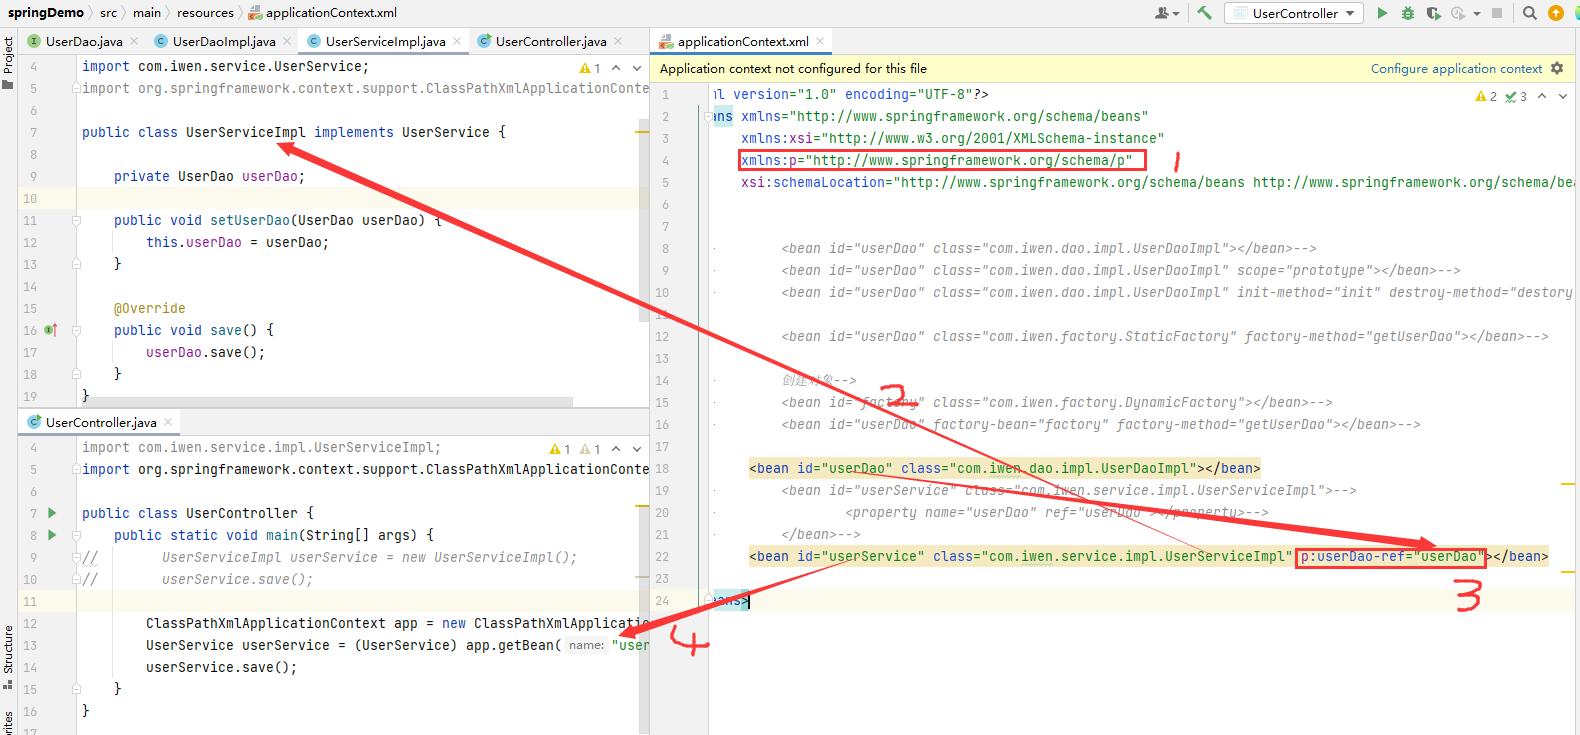 springDemo > src > main > resources > applicationContext.xml
UserController
Project
UserDao.java
UserDaoImpl.java
UserServiceImpl.java
UserController.java
4 import com.iwen.service.UserService;
1
5 import org.springframework.context.support.ClassPathXmlApplicationConte
6
7 public class UserServiceImpl implements UserService {
8
9 private UserDao userDao;
10
11 public void setUserDao(UserDao userDao) {
12 this.userDao = userDao;
13 }
14
15 @Override
16 public void save() {
17 userDao.save();
18 }
19 }
UserController.java
4 import com.iwen.service.impl.UserServiceImpl;
1 1
5 import org.springframework.context.support.ClassPathXmlApplicationConte
6
7 public class UserController {
8 public static void main(String[] args) {
9 // UserServiceImpl userService = new UserServiceImpl();
10 // userService.save();
11
12 ClassPathXmlApplicationContext app = new ClassPathXmlApplication
13 UserService userService = (UserService) app.getBean( name: "user
14 userService.save();
15 }
16 }
17
Structure
applicationContext.xml
Application context not configured for this file
Configure application context
1 ml version="1.0" encoding="UTF-8"?>
2 3
2 ans xmlns="http://www.springframework.org/schema/beans"
3 xmlns:xsi="http://www.w3.org/2001/XMLSchema-instance"
4 xmlns:p="http://www.springframework.org/schema/p"
1
5 xsi:schemaLocation="http://www.springframework.org/schema/beans http://www.springframework.org/schema/bea
6
7
8 <bean id="userDao" class="com.iwen.dao.impl.UserDaoImpl"></bean>-->
9 <bean id="userDao" class="com.iwen.dao.impl.UserDaoImpl" scope="prototype"></bean>-->
10 <bean id="userDao" class="com.iwen.dao.impl.UserDaoImpl" init-method="init" destroy-method="destory
11
12 <bean id="userDao" class="com.iwen.factory.StaticFactory" factory-method="getUserDao"></bean>-->
13
14 创建对象-->
2
15 <bean id="factory" class="com.iwen.factory.DynamicFactory"></bean>-->
16 <bean id="userDao" factory-bean="factory" factory-method="getUserDao"></bean>-->
17
18 <bean id="userDao" class="com.iwen.dao.impl.UserDaoImpl"></bean>
19 <bean id="userService" class="com.iwen.service.impl.UserServiceImpl">-->
20 <property name="userDao" ref="userDao"></property>-->
21 </bean>-->
22 <bean id="userService" class="com.iwen.service.impl.UserServiceImpl" p:userDao-ref="userDao"></bean>
23
3
24 eans>
4